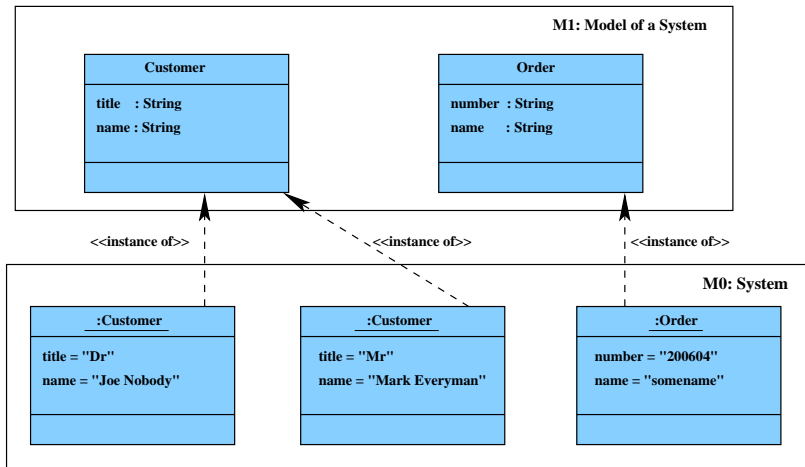 M1: Model of a System
Customer
title : String
name : String
Order
number : String
name : String
<<instance of>>
<<instance of>>
<<instance of>>
M0: System
:Customer
title = "Dr"
name = "Joe Nobody"
:Customer
title = "Mr"
name = "Mark Everyman"
:Order
number = "200604"
name = "somename"